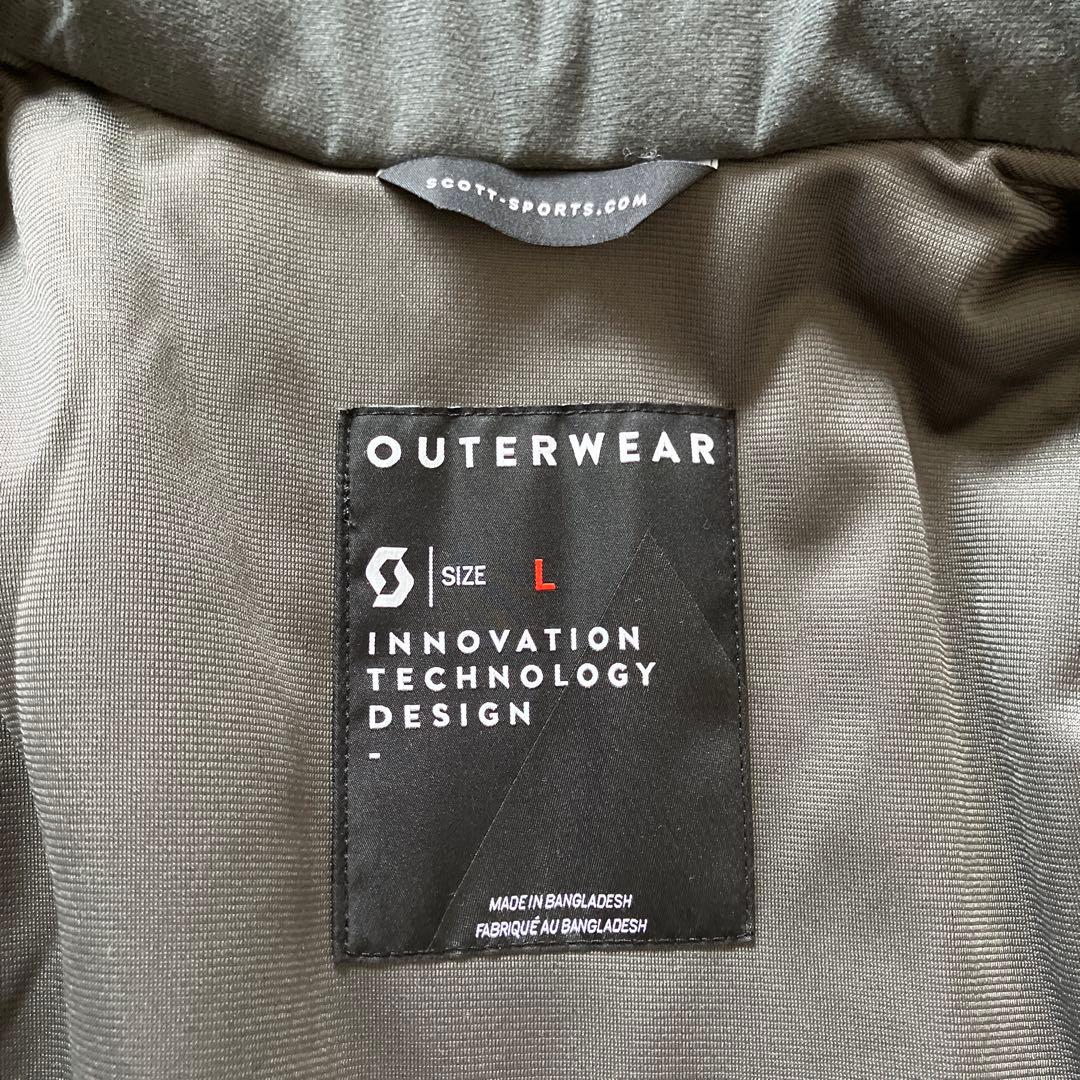 SCOTT-SPORTS.COM
OUTERWEAR
SIZE L
INNOVATION
TECHNOLOGY
DESIGN
-
MADE IN BANGLADESH
FABRIQUÉ AU BANGLADESH